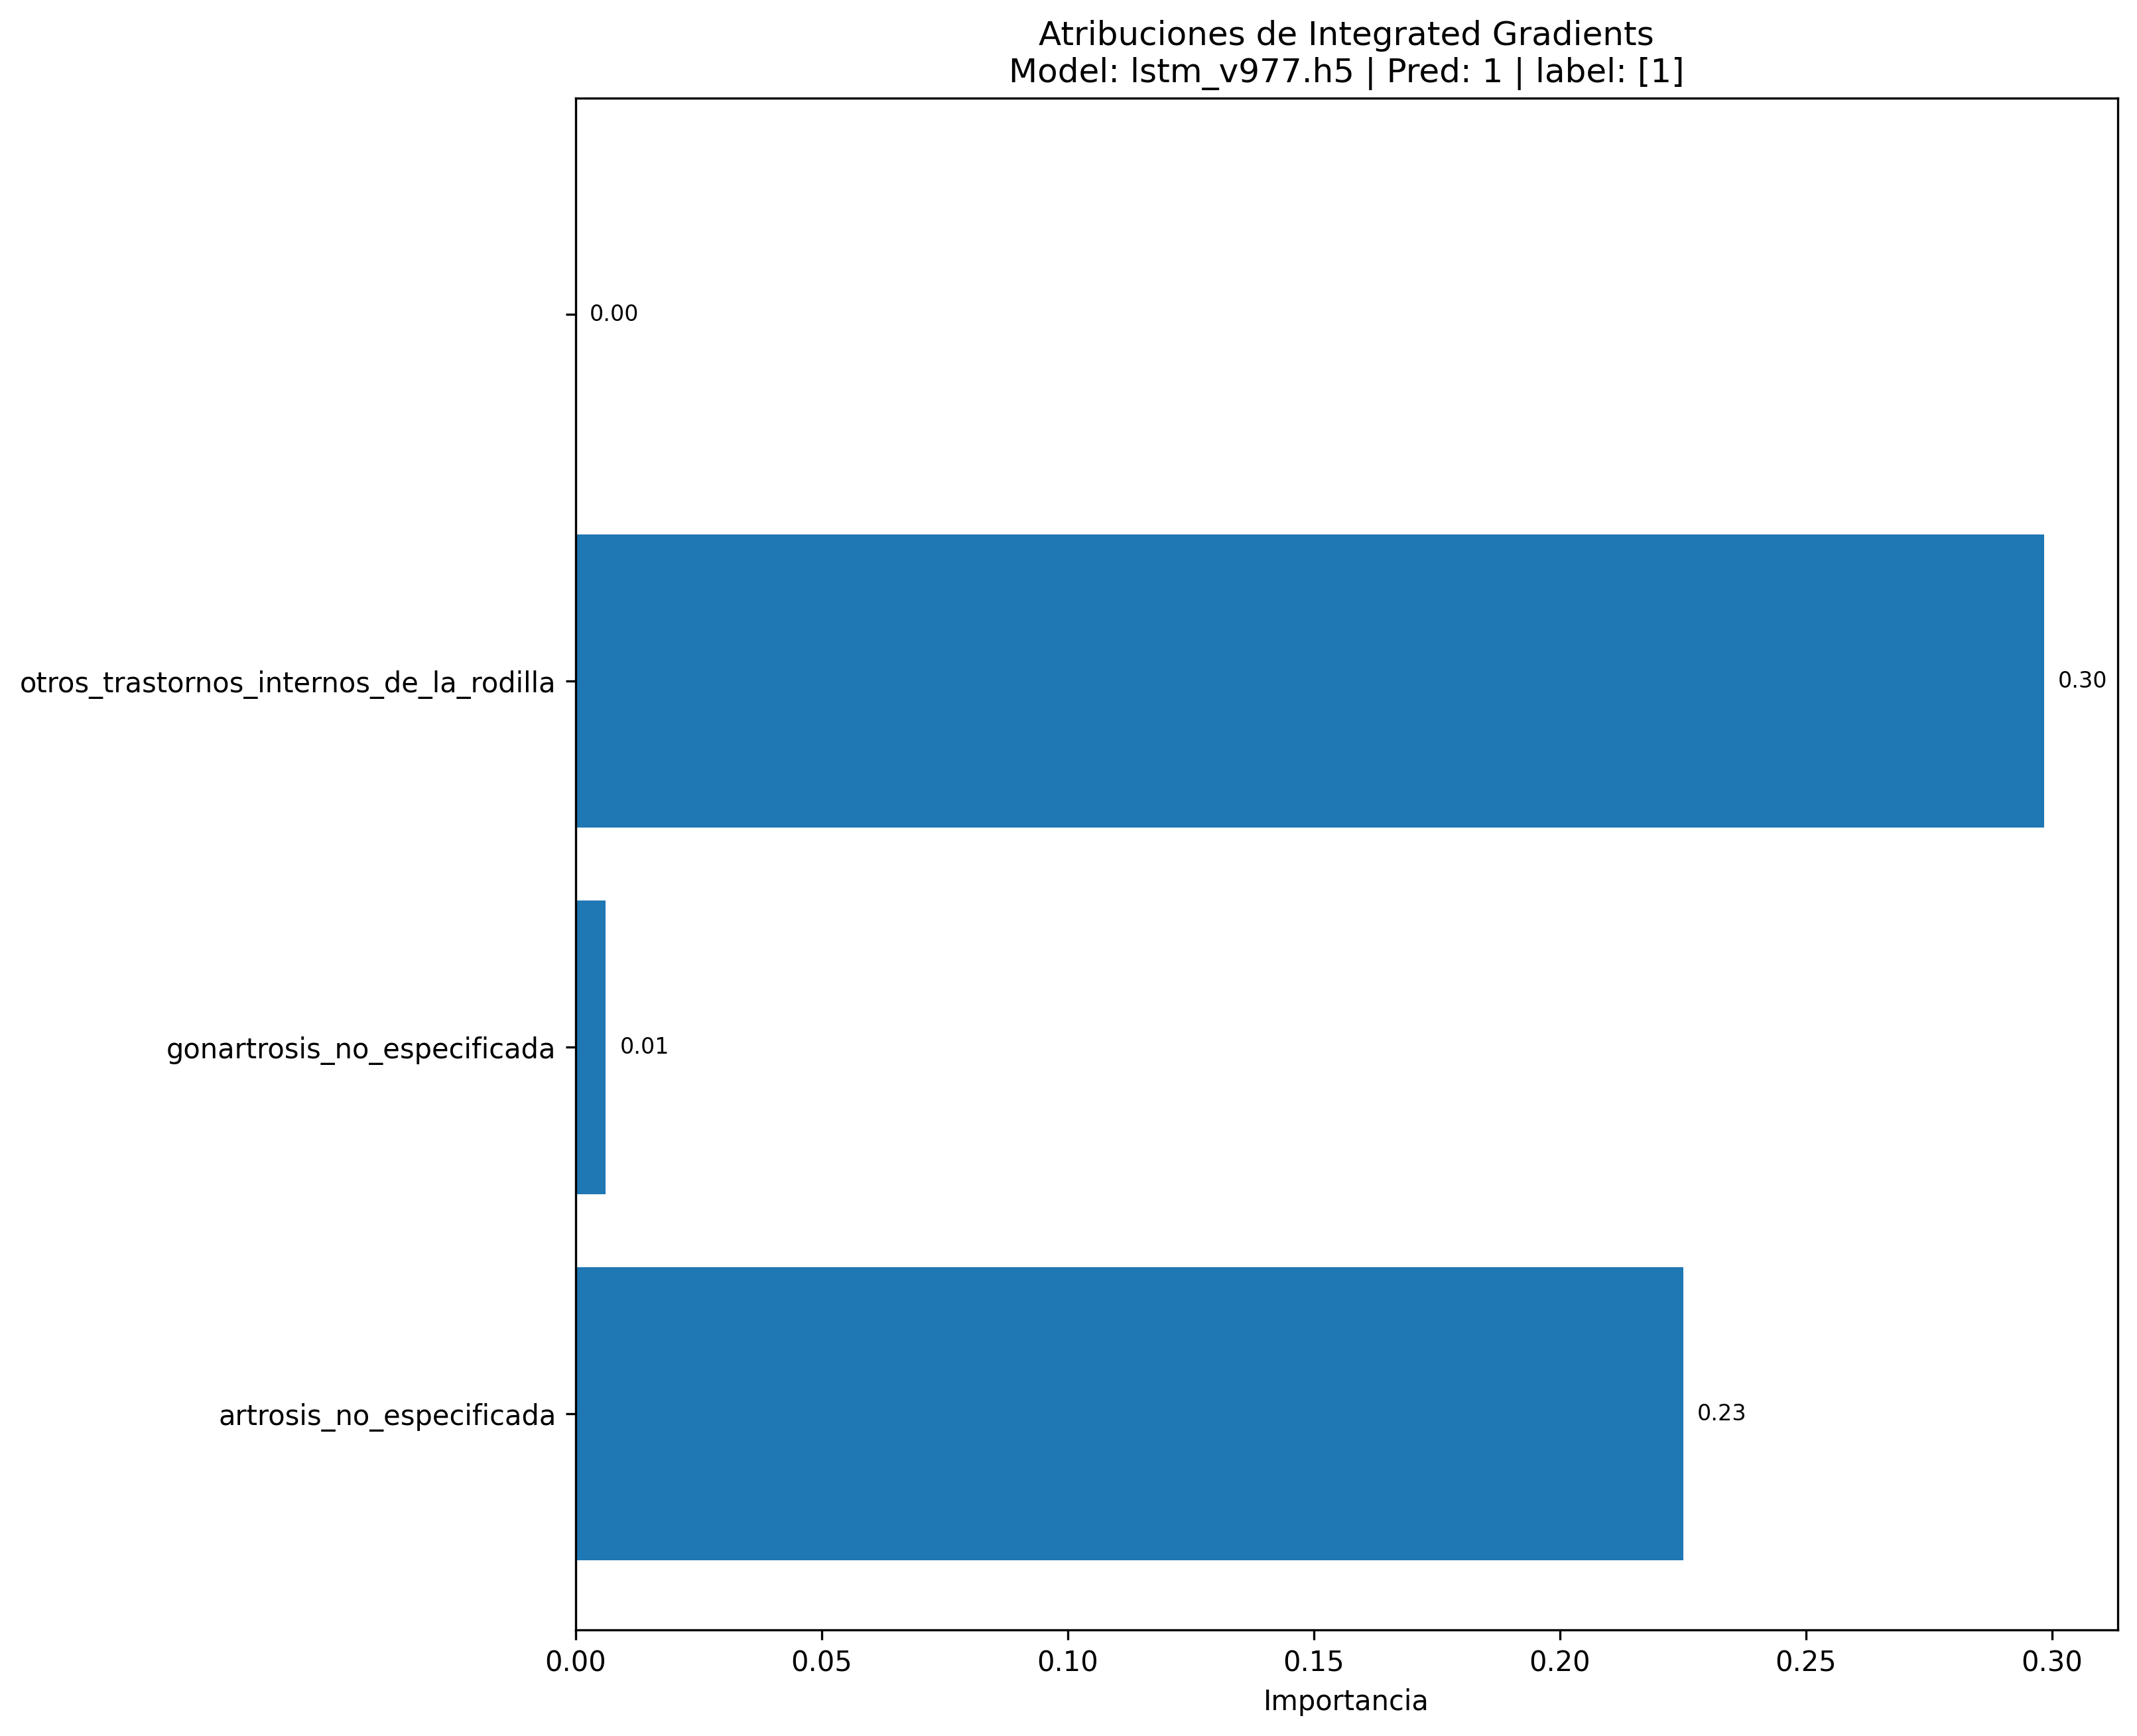 Atribuciones de Integrated Gradients
Model: lstm_v977.h5 | Pred: 1 | label: [1]
0.00
otros_trastornos_internos_de_la_rodilla
0.30
gonartrosis_no_especificada
0.01
artrosis_no_especificada
0.23
0.00 0.05 0.10 0.15 0.20 0.25 0.30
Importancia